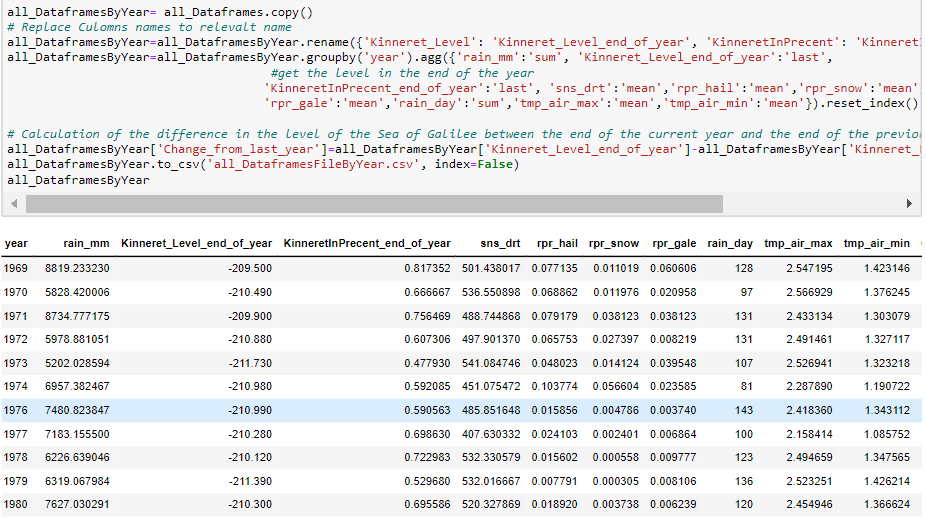 all_DataframesByYear= all_Dataframes.copy()
# Replace Culomns names to relevalt name
all_DataframesByYear=all_DataframesByYear.rename({'Kinneret_Level': 'Kinneret_Level_end_of_year', 'KinneretInPrecent': 'Kinneret
all_DataframesByYear=all_DataframesByYear.groupby('year').agg({'rain_mm':'sum', 'Kinneret_Level_end_of_year':'last',
#get the level in the end of the year
'KinneretInPrecent_end_of_year':'last', 'sns_drt':'mean','rpr_hail':'mean','rpr_snow':'mean'
'rpr_gale':'mean','rain_day':'sum','tmp_air_max':'mean','tmp_air_min':'mean'}).reset_index()
# Calculation of the difference in the level of the Sea of Galilee between the end of the current year and the end of the previou
all_DataframesByYear['Change_from_last_year']=all_DataframesByYear['Kinneret_Level_end_of_year']-all_DataframesByYear['Kinneret_
all_DataframesByYear.to_csv('all_DataframesFileByYear.csv', index=False)
all_DataframesByYear
year rain_mm Kinneret_Level_end_of_year KinneretInPrecent_end_of_year sns_drt rpr_hail rpr_snow rpr_gale rain_day tmp_air_max tmp_air_min
1969 8819.233230 -209.500 0.817352 501.438017 0.077135 0.011019 0.060606 128 2.547195 1.423146
1970 5828.420006 -210.490 0.666667 536.550898 0.068862 0.011976 0.020958 97 2.566929 1.376245
1971 8734.777175 -209.900 0.756469 488.744868 0.079179 0.038123 0.038123 131 2.433134 1.303079
1972 5978.881051 -210.880 0.607306 497.901370 0.065753 0.027397 0.008219 131 2.491461 1.327117
1973 5202.028594 -211.730 0.477930 541.084746 0.048023 0.014124 0.039548 107 2.526941 1.323218
1974 6957.382467 -210.980 0.592085 451.075472 0.103774 0.056604 0.023585 81 2.287890 1.190722
1976 7480.823847 -210.990 0.590563 485.851648 0.015856 0.004786 0.003740 143 2.418360 1.343112
1977 7183.155500 -210.280 0.698630 407.630332 0.024103 0.002401 0.006864 100 2.158414 1.085752
1978 6226.639046 -210.120 0.722983 532.330579 0.015602 0.000558 0.009777 123 2.494659 1.347565
1979 6319.067984 -211.390 0.529680 532.016667 0.007791 0.000305 0.008106 136 2.523251 1.426214
1980 7627.030291 -210.300 0.695586 520.327869 0.018920 0.003738 0.006239 120 2.454946 1.366624